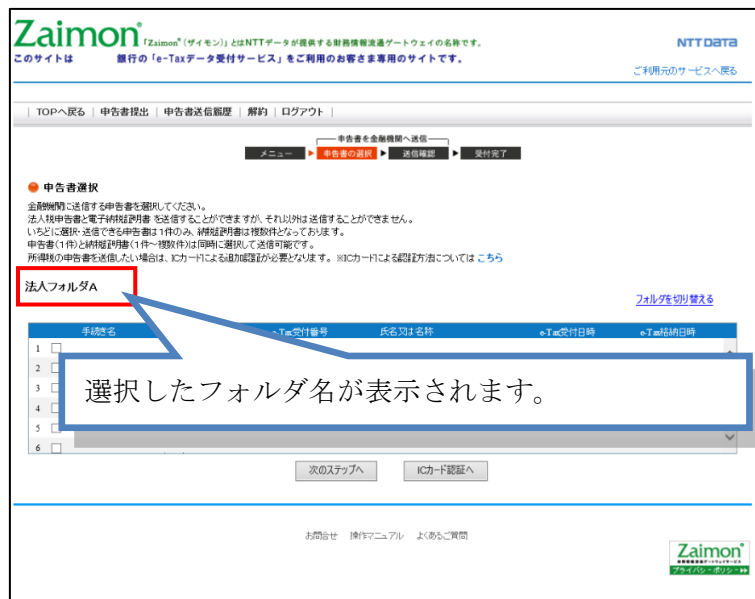 Zaimon® 「Zaimon®(ザイモン)」とはNTTデータが提供する財務情報流通ゲートウェイの名称です。
NTT DATA
このサイトは 銀行の「e-Taxデータ受付サービス」をご利用のお客さま専用のサイトです。
ご利用元のサービスへ戻る
| TOPへ戻る | 申告書提出 | 申告書送信履歴 | 解約 | ログアウト |
申告書を金融機関へ送信
メニュー ▶ 申告書の選択 ▶ 送信確認 ▶ 受付完了
申告書選択
金融機関に送信する申告書を選択してください。
法人税申告書と電子納税証明書を送信することができますが、それ以外は送信することができません。
いちどに選択・送信できる申告書は1件のみ、納税証明書は複数件となっております。
申告書(1件)と納税証明書(1件～複数件)は同時に選択して送信可能です。
所得税の申告書を送信したい場合は、ICカードによる追加認証が必要となります。※ICカードによる認証方法については こちら
法人フォルダA
フォルダを切り替える
手続き名 e-Tax受付番号 氏名又は名称 e-Tax受付日時 e-Tax格納日時
1
2
3
4
5
6
選択したフォルダ名が表示されます。
次のステップへ ICカード認証へ
お問合せ 操作マニュアル よくあるご質問
Zaimon®
プライバシーポリシー